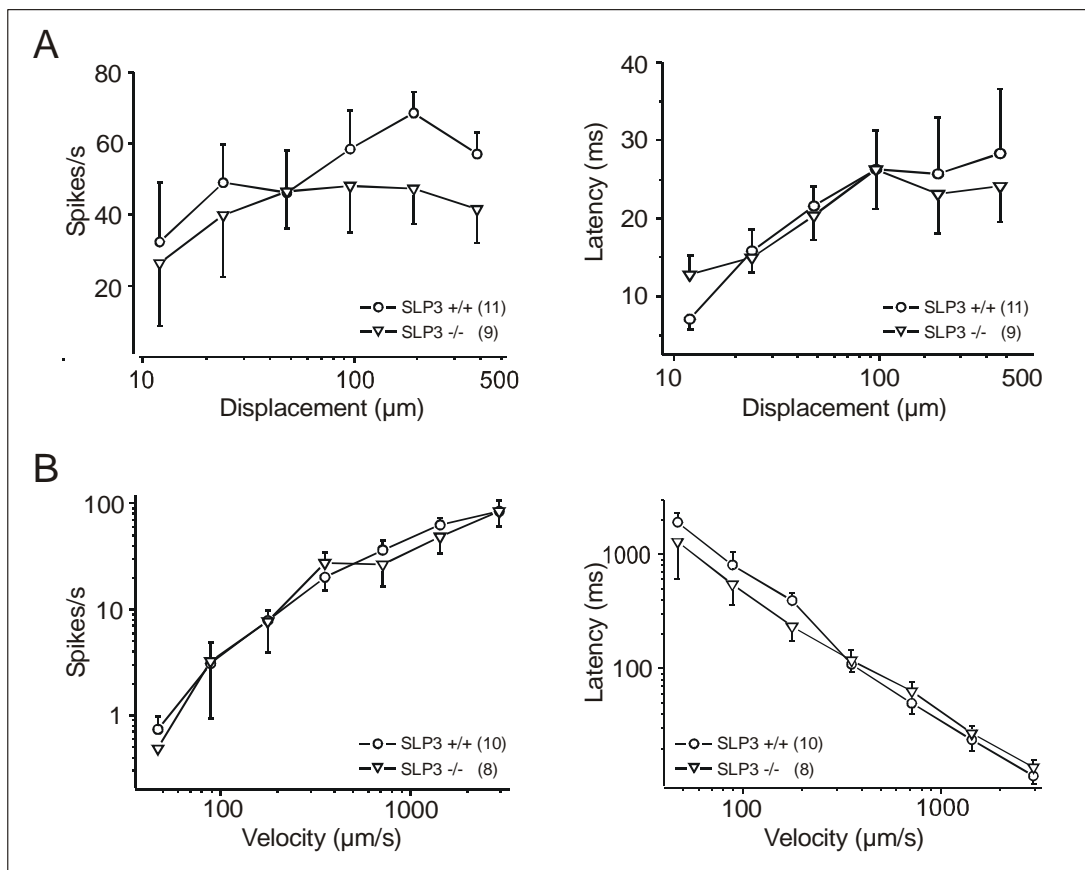 A
80
60
40
20
Spikes/s
SLP3 +/+ (11)
SLP3 -/- (9)
10
100
500
Displacement (µm)
40
30
20
10
Latency (ms)
SLP3 +/+ (11)
SLP3 -/- (9)
10
100
500
Displacement (µm)
B
100
10
1
Spikes/s
SLP3 +/+ (10)
SLP3 -/- (8)
100
1000
Velocity (µm/s)
1000
100
Latency (ms)
SLP3 +/+ (10)
SLP3 -/- (8)
100
1000
Velocity (µm/s)